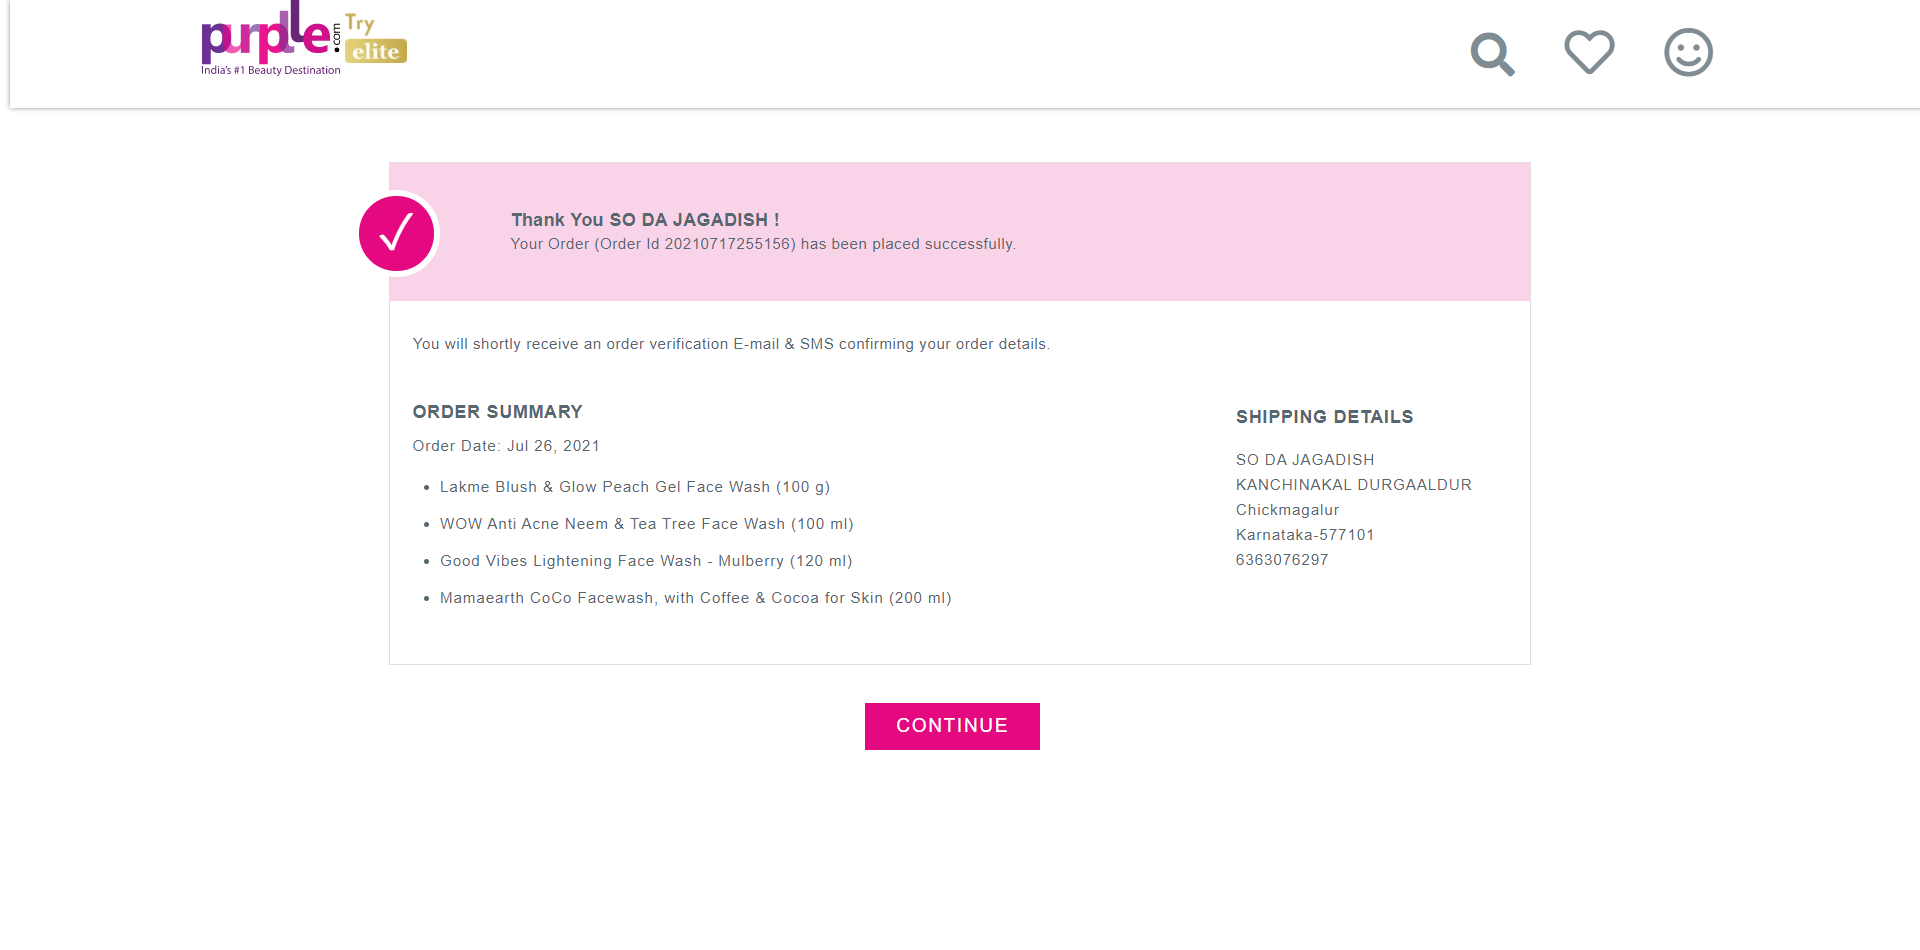 purplle.com Try
elite
India's #1 Beauty Destination
Thank You SO DA JAGADISH !
Your Order (Order Id 20210717255156) has been placed successfully.
You will shortly receive an order verification E-mail & SMS confirming your order details.
ORDER SUMMARY
Order Date: Jul 26, 2021
• Lakme Blush & Glow Peach Gel Face Wash (100 g)
• WOW Anti Acne Neem & Tea Tree Face Wash (100 ml)
• Good Vibes Lightening Face Wash - Mulberry (120 ml)
• Mamaearth CoCo Facewash, with Coffee & Cocoa for Skin (200 ml)
SHIPPING DETAILS
SO DA JAGADISH
KANCHINAKAL DURGAALDUR
Chickmagalur
Karnataka-577101
6363076297
CONTINUE